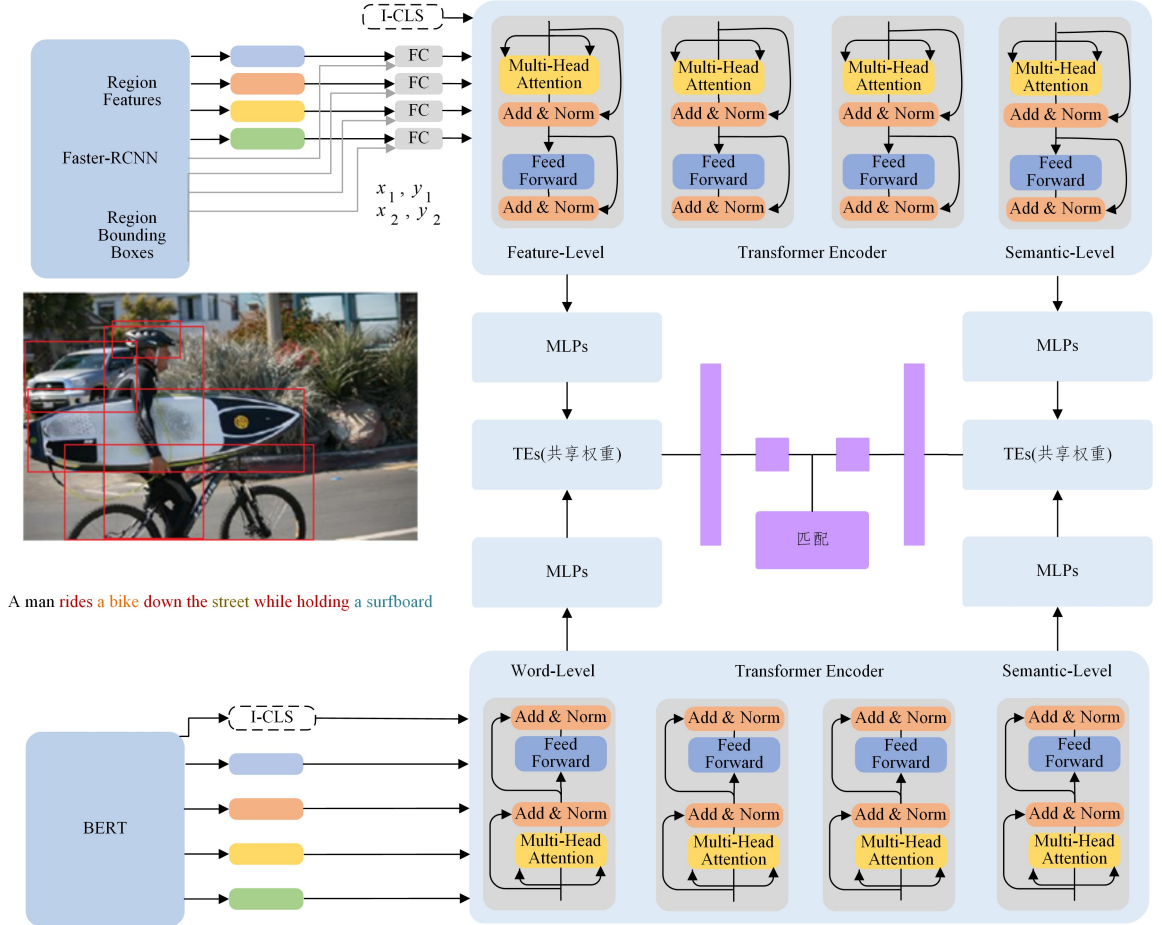 I-CLS
Region
Features
Faster-RCNN
Region
Bounding
Boxes
FC
FC
FC
FC
x1 , y1
x2 , y2
Multi-Head
Attention
Add & Norm
Feed
Forward
Add & Norm
Multi-Head
Attention
Add & Norm
Feed
Forward
Add & Norm
Multi-Head
Attention
Add & Norm
Feed
Forward
Add & Norm
Multi-Head
Attention
Add & Norm
Feed
Forward
Add & Norm
Feature-Level
Transformer Encoder
Semantic-Level
MLPs
MLPs
TEs(共享权重)
TEs(共享权重)
匹配
MLPs
MLPs
A man rides a bike down the street while holding a surfboard
Word-Level
Transformer Encoder
Semantic-Level
BERT
I-CLS
Add & Norm
Feed
Forward
Add & Norm
Multi-Head
Attention
Add & Norm
Feed
Forward
Add & Norm
Multi-Head
Attention
Add & Norm
Feed
Forward
Add & Norm
Multi-Head
Attention
Add & Norm
Feed
Forward
Add & Norm
Multi-Head
Attention